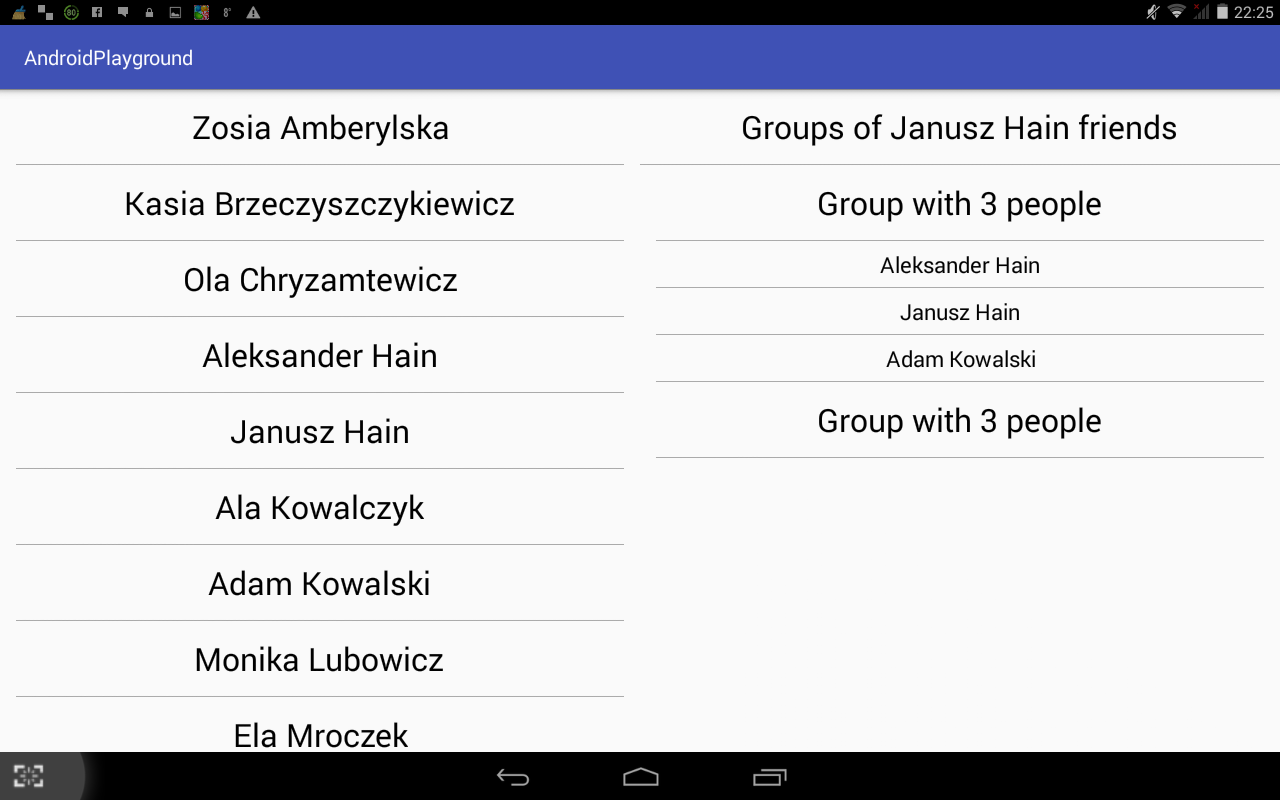 80
8°
22:25
AndroidPlayground
Zosia Amberylska
Kasia Brzeczyszczykiewicz
Ola Chryzamtewicz
Aleksander Hain
Janusz Hain
Ala Kowalczyk
Adam Kowalski
Monika Lubowicz
Ela Mroczek
Groups of Janusz Hain friends
Group with 3 people
Aleksander Hain
Janusz Hain
Adam Kowalski
Group with 3 people